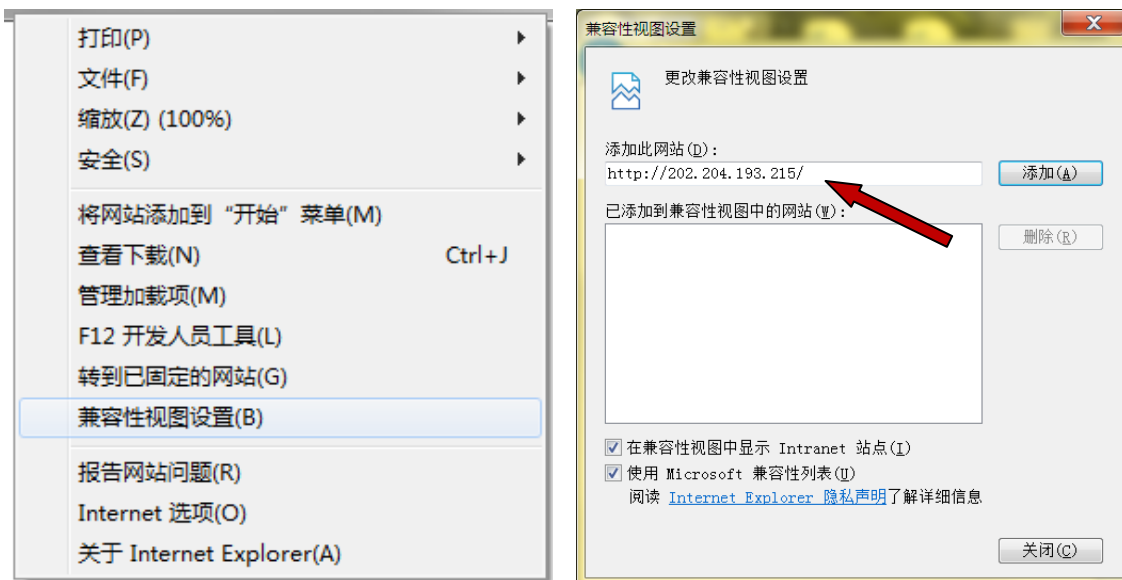 打印(P)
文件(F)
缩放(Z) (100%)
安全(S)
将网站添加到“开始”菜单(M)
查看下载(N) Ctrl+J
管理加载项(M)
F12 开发人员工具(L)
转到已固定的网站(G)
兼容性视图设置(B)
报告网站问题(R)
Internet 选项(O)
关于 Internet Explorer(A)
兼容性视图设置
更改兼容性视图设置
添加此网站(D):
http://202.204.193.215/ 添加(A)
已添加到兼容性视图中的网站(W):
删除(R)
在兼容性视图中显示 Intranet 站点(I)
使用 Microsoft 兼容性列表(U)
阅读 Internet Explorer 隐私声明了解详细信息
关闭(C)